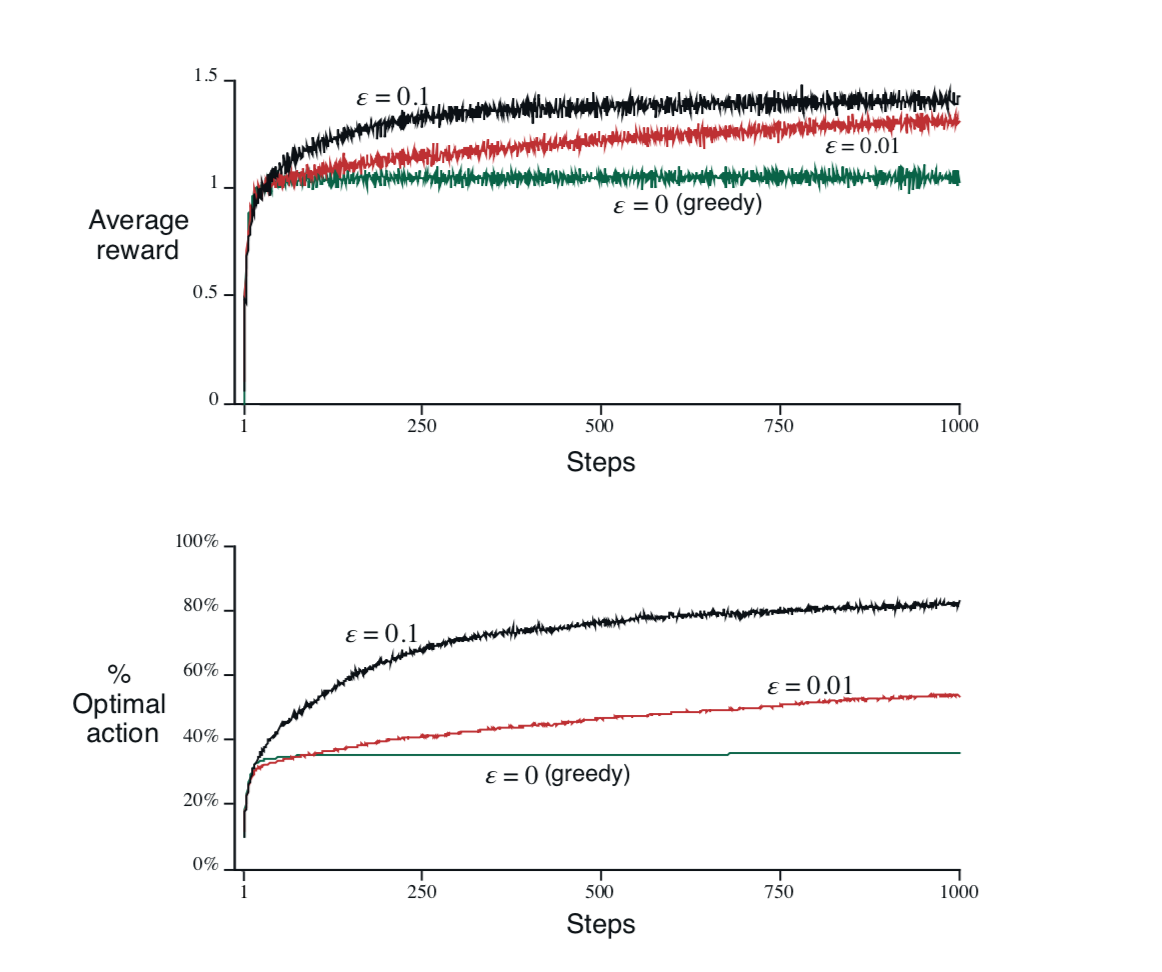 1.5
ε = 0.1
ε = 0.01
1
ε = 0 (greedy)
Average
reward
0.5
0
1 250 500 750 1000
Steps
100%
80%
ε = 0.1
60%
%
Optimal
action
ε = 0.01
40%
ε = 0 (greedy)
20%
0%
1 250 500 750 1000
Steps